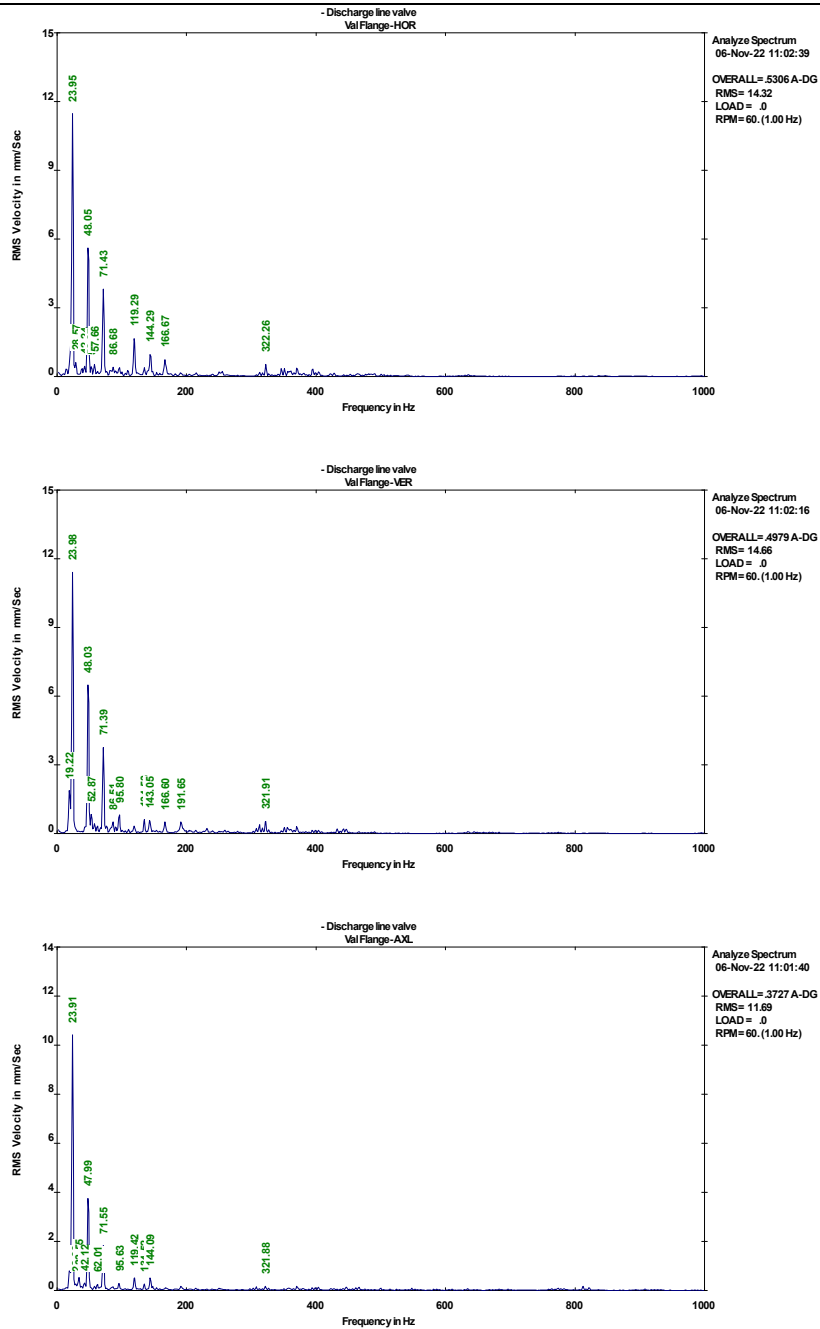 - Discharge line valve
Val Flange-HOR
Analyze Spectrum
06-Nov-22 11:02:39
OVERALL= .5306 A-DG
RMS = 14.32
LOAD = .0
RPM = 60. (1.00 Hz)
RMS Velocity in mm/Sec
15
12
9
6
3
0
23.95
48.05
57.66
71.43
86.68
119.29
144.29
166.67
322.26
0
200
400
600
800
1000
Frequency in Hz
- Discharge line valve
Val Flange-VER
Analyze Spectrum
06-Nov-22 11:02:16
OVERALL= .4979 A-DG
RMS = 14.66
LOAD = .0
RPM = 60. (1.00 Hz)
RMS Velocity in mm/Sec
15
12
9
6
3
0
19.22
23.98
48.03
52.87
71.39
95.80
143.05
166.60
191.65
321.91
0
200
400
600
800
1000
Frequency in Hz
- Discharge line valve
Val Flange-AXL
Analyze Spectrum
06-Nov-22 11:01:40
OVERALL= .3727 A-DG
RMS = 11.69
LOAD = .0
RPM = 60. (1.00 Hz)
RMS Velocity in mm/Sec
14
12
10
8
6
4
2
0
23.91
42.12
47.99
62.01
71.55
95.63
119.42
144.09
321.88
0
200
400
600
800
1000
Frequency in Hz